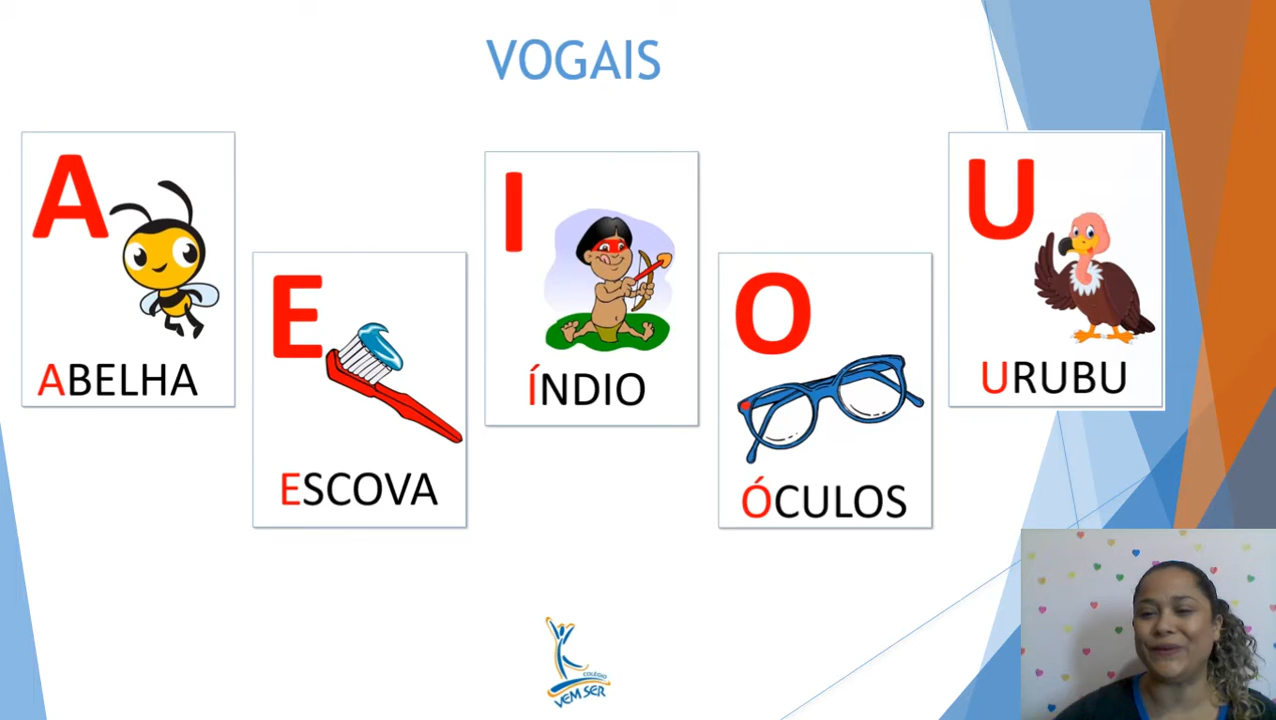 VOGAIS
A
ABELHA
E
ESCOVA
I
ÍNDIO
O
ÓCULOS
U
URUBU
COLÉGIO
VEM SER